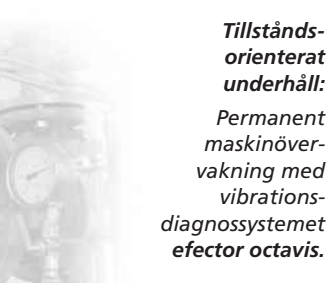 Tillstånds-
orienterat
underhåll:
Permanent
maskinöver-
vakning med
vibrations-
diagnossystemet
efector octavis.